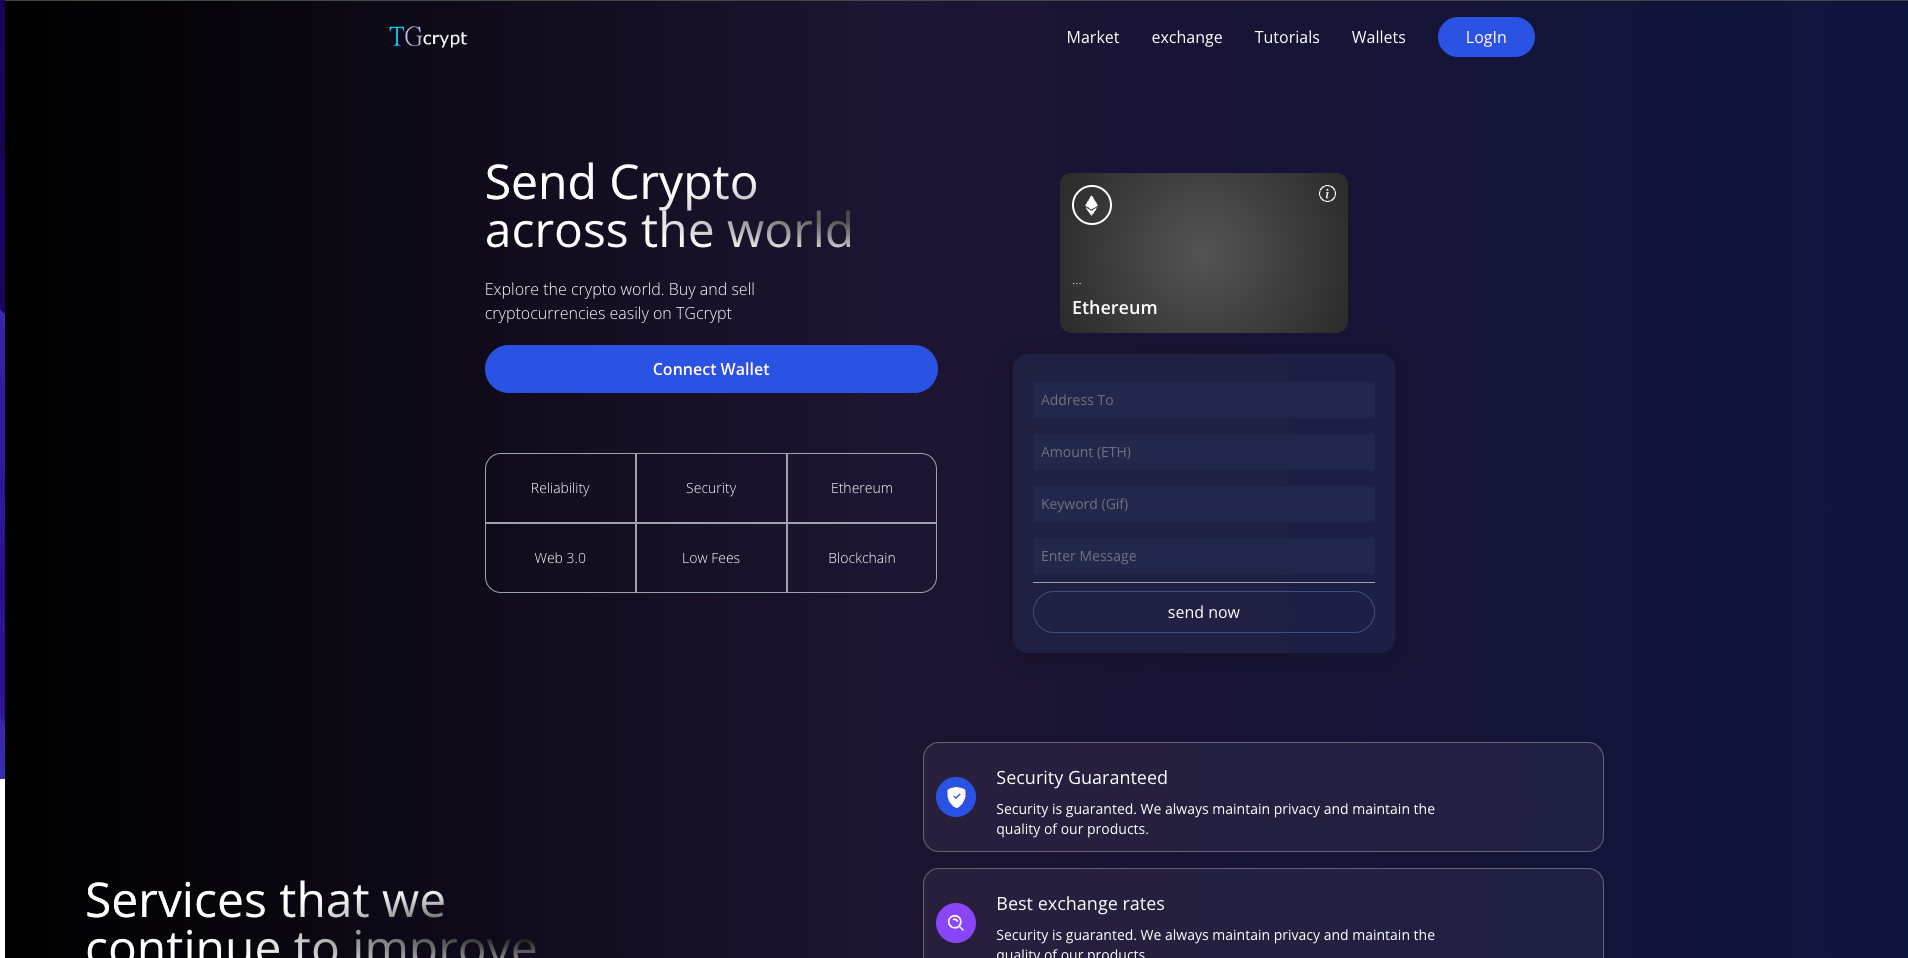 TGcrypt
Market
exchange
Tutorials
Wallets
LogIn
Send Crypto
across the world
Explore the crypto world. Buy and sell
cryptocurrencies easily on TGcrypt
Connect Wallet
Reliability
Security
Ethereum
Web 3.0
Low Fees
Blockchain
...
Ethereum
Address To
Amount (ETH)
Keyword (Gif)
Enter Message
send now
Security Guaranteed
Security is guaranted. We always maintain privacy and maintain the
quality of our products.
Best exchange rates
Security is guaranted. We always maintain privacy and maintain the
quality of our products.
Services that we
continue to improve